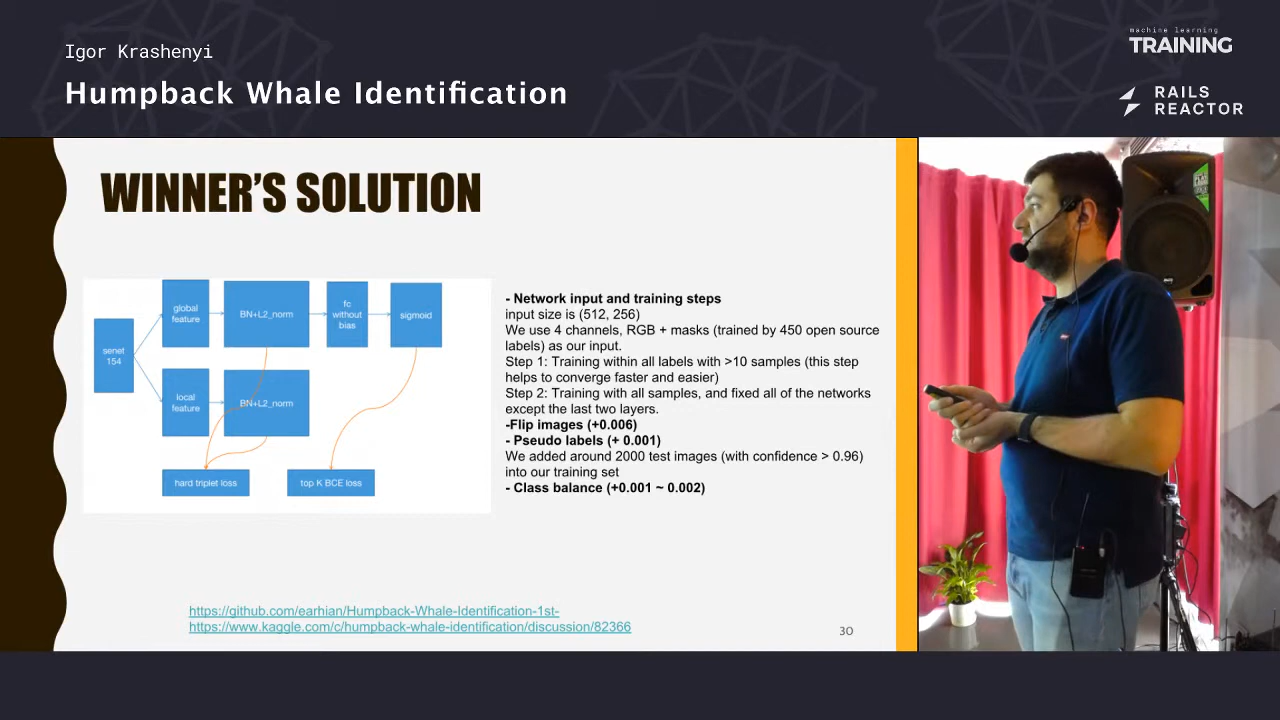 Igor Krashenyi
Humpback Whale Identification
machine learning
TRAINING
RAILS
REACTOR
WINNER'S SOLUTION
senet
154
global
feature
BN+L2_norm
fc
without
bias
sigmoid
local
feature
BN+L2_norm
hard triplet loss
top K BCE loss
- Network input and training steps
input size is (512, 256)
We use 4 channels, RGB + masks (trained by 450 open source
labels) as our input.
Step 1: Training within all labels with >10 samples (this step
helps to converge faster and easier)
Step 2: Training with all samples, and fixed all of the networks
except the last two layers.
-Flip images (+0.006)
- Pseudo labels (+ 0.001)
We added around 2000 test images (with confidence > 0.96)
into our training set
- Class balance (+0.001 ~ 0.002)
https://github.com/earhian/Humpback-Whale-Identification-1st-
https://www.kaggle.com/c/humpback-whale-identification/discussion/82366
30